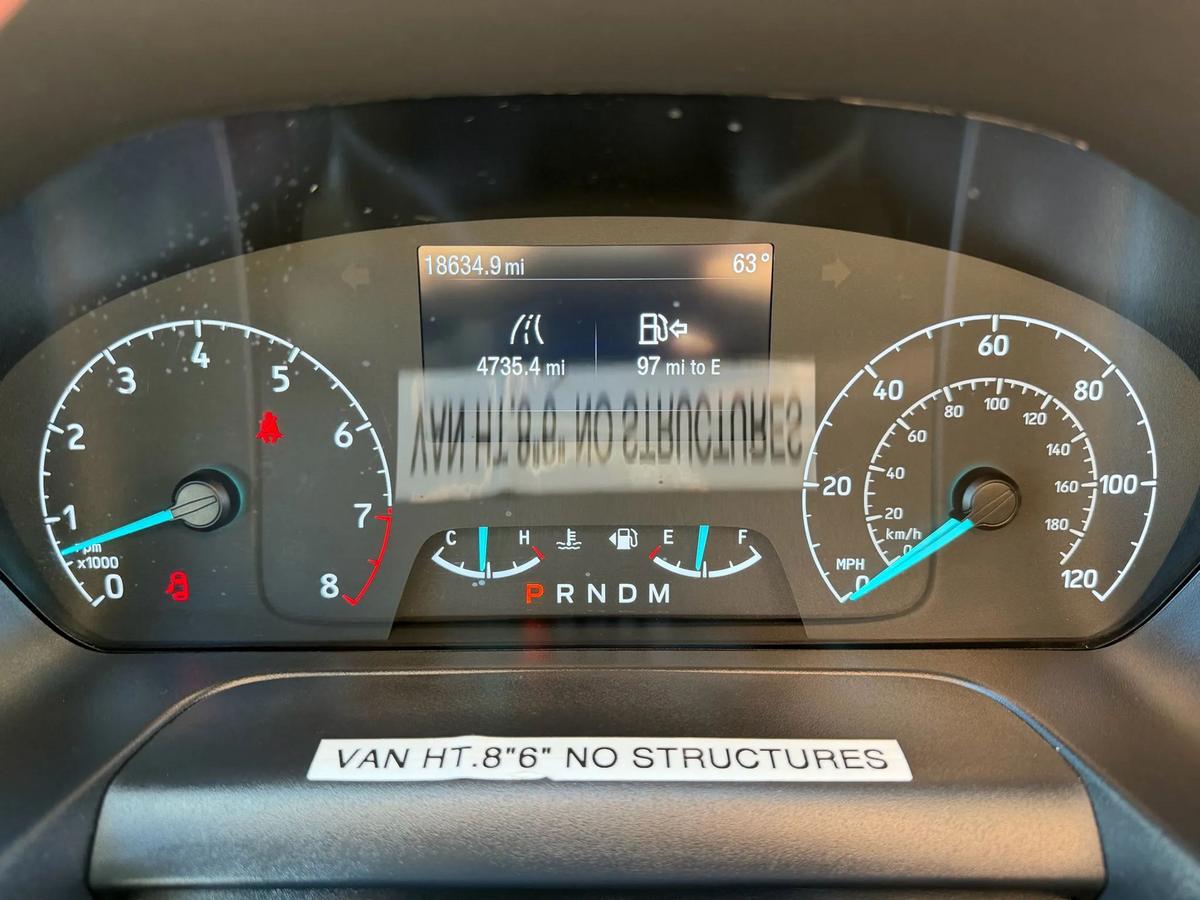 18634.9 mi 63°
4735.4 mi 97 mi to E
0 1 2 3 4 5 6 7 8
rpm
x1000
VAN HT.8"6" NO STRUCTURES
C H E F
P R N D M
0 20 40 60 80 100 120
MPH
0 20 40 60 80 100 120 140 160 180
km/h
VAN HT.8"6" NO STRUCTURES